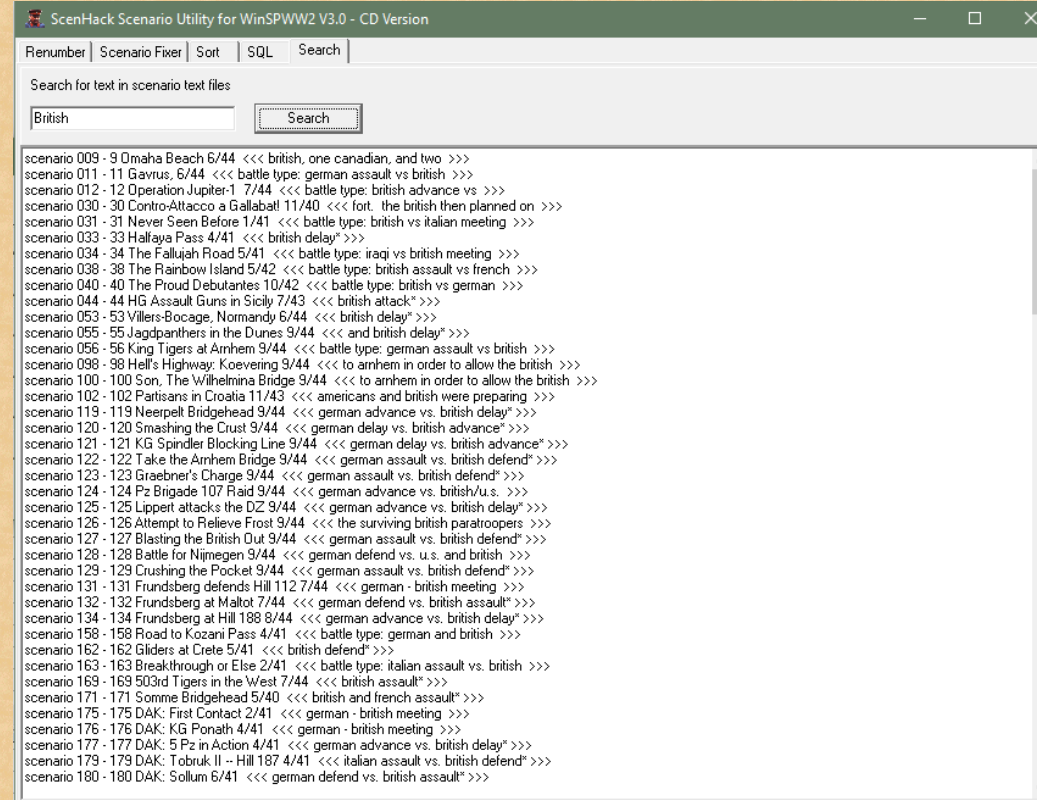 ScenHack Scenario Utility for WinSPWW2 V3.0 - CD Version
Renumber Scenario Fixer Sort SQL Search
Search for text in scenario text files
British Search
scenario 009 - 9 Omaha Beach 6/44 <<< british, one canadian, and two >>>
scenario 011 - 11 Gavrus, 6/44 <<< battle type: german assault vs british >>>
scenario 012 - 12 Operation Jupiter-1 7/44 <<< battle type: british advance vs >>>
scenario 030 - 30 Contro-Attacco a Gallabat! 11/40 <<< fort. the british then planned on >>>
scenario 031 - 31 Never Seen Before 1/41 <<< battle type: british vs italian meeting >>>
scenario 033 - 33 Halfaya Pass 4/41 <<< british delay* >>>
scenario 034 - 34 The Fallujah Road 5/41 <<< battle type: iraqi vs british meeting >>>
scenario 038 - 38 The Rainbow Island 5/42 <<< battle type: british assault vs french >>>
scenario 040 - 40 The Proud Debutantes 10/42 <<< battle type: british vs german >>>
scenario 044 - 44 HG Assault Guns in Sicily 7/43 <<< british attack* >>>
scenario 053 - 53 Villers-Bocage, Normandy 6/44 <<< british delay* >>>
scenario 055 - 55 Jagdpanthers in the Dunes 9/44 <<< and british delay* >>>
scenario 056 - 56 King Tigers at Arnhem 9/44 <<< battle type: german assault vs british >>>
scenario 098 - 98 Hell's Highway: Koevering 9/44 <<< to arnhem in order to allow the british >>>
scenario 100 - 100 Son, The Wilhelmina Bridge 9/44 <<< to arnhem in order to allow the british >>>
scenario 102 - 102 Partisans in Croatia 11/43 <<< americans and british were preparing >>>
scenario 119 - 119 Neerpelt Bridgehead 9/44 <<< german advance vs. british delay* >>>
scenario 120 - 120 Smashing the Crust 9/44 <<< german delay vs. british advance* >>>
scenario 121 - 121 KG Spindler Blocking Line 9/44 <<< german delay vs. british advance* >>>
scenario 122 - 122 Take the Arnhem Bridge 9/44 <<< german assault vs. british defend* >>>
scenario 123 - 123 Graebner's Charge 9/44 <<< german assault vs. british defend* >>>
scenario 124 - 124 Pz Brigade 107 Raid 9/44 <<< german advance vs. british/u.s. >>>
scenario 125 - 125 Lippert attacks the DZ 9/44 <<< german advance vs. british delay* >>>
scenario 126 - 126 Attempt to Relieve Frost 9/44 <<< the surviving british paratroopers >>>
scenario 127 - 127 Blasting the British Out 9/44 <<< german assault vs. british defend* >>>
scenario 128 - 128 Battle for Nijmegen 9/44 <<< german defend vs. u.s. and british >>>
scenario 129 - 129 Crushing the Pocket 9/44 <<< german assault vs. british defend* >>>
scenario 131 - 131 Frundsberg defends Hill 112 7/44 <<< german - british meeting >>>
scenario 132 - 132 Frundsberg at Maltot 7/44 <<< german defend vs. british assault* >>>
scenario 134 - 134 Frundsberg at Hill 188 8/44 <<< german advance vs. british delay* >>>
scenario 158 - 158 Road to Kozani Pass 4/41 <<< battle type: german and british >>>
scenario 162 - 162 Gliders at Crete 5/41 <<< british defend* >>>
scenario 163 - 163 Breakthrough or Else 2/41 <<< battle type: italian assault vs. british >>>
scenario 169 - 169 503rd Tigers in the West 7/44 <<< british assault* >>>
scenario 171 - 171 Somme Bridgehead 5/40 <<< british and french assault* >>>
scenario 175 - 175 DAK: First Contact 2/41 <<< german - british meeting >>>
scenario 176 - 176 DAK: KG Ponath 4/41 <<< german - british meeting >>>
scenario 177 - 177 DAK: 5 Pz in Action 4/41 <<< german advance vs. british delay* >>>
scenario 179 - 179 DAK: Tobruk II -- Hill 187 4/41 <<< italian assault vs. british defend* >>>
scenario 180 - 180 DAK: Sollum 6/41 <<< german defend vs. british assault* >>>